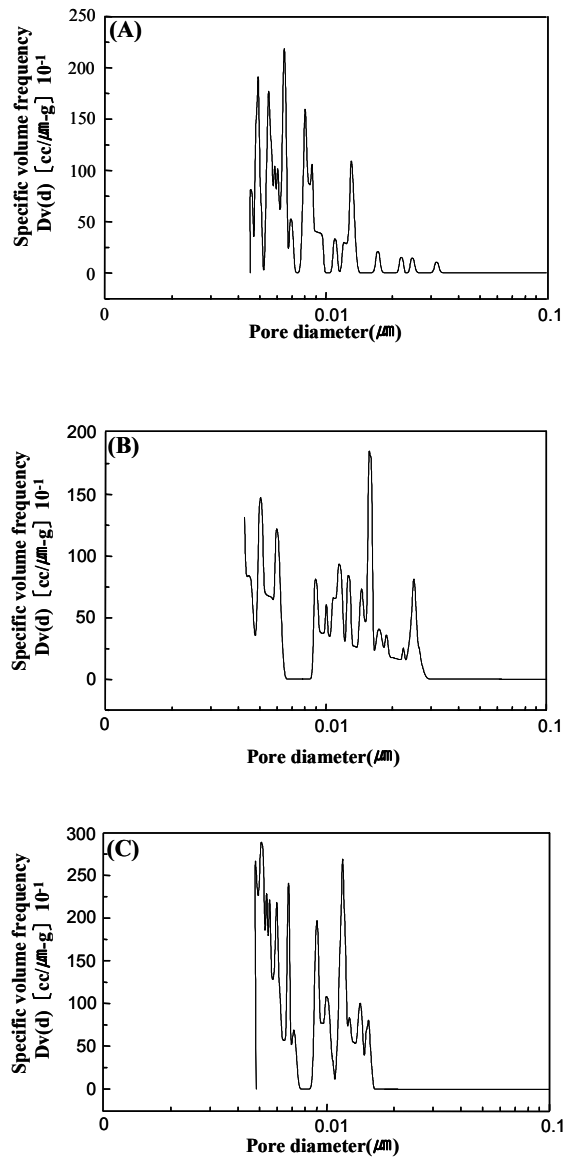 (A)
Specific volume frequency
Dv(d) [cc/㎛-g] 10⁻¹
250
200
150
100
50
0
0
0.01
0.1
Pore diameter(㎛)
(B)
Specific volume frequency
Dv(d) [cc/㎛-g] 10⁻¹
200
150
100
50
0
0
0.01
0.1
Pore diameter(㎛)
(C)
Specific volume frequency
Dv(d) [cc/㎛-g] 10⁻¹
300
250
200
150
100
50
0
0
0.01
0.1
Pore diameter(㎛)